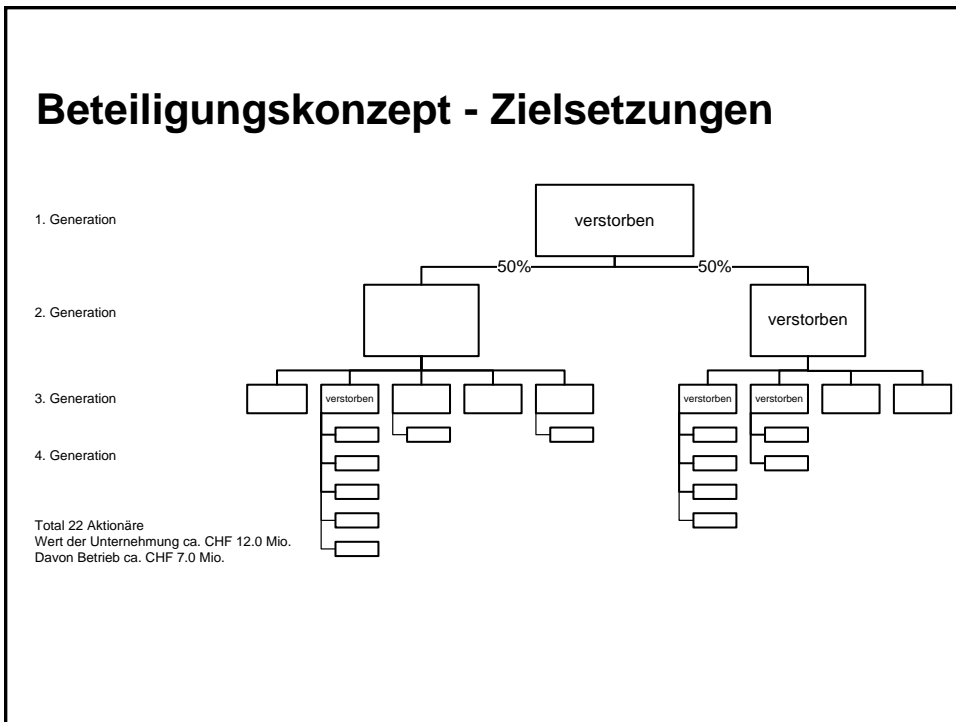 Beteiligungskonzept - Zielsetzungen
1. Generation
verstorben
50%
50%
2. Generation
verstorben
3. Generation
verstorben
verstorben
verstorben
4. Generation
Total 22 Aktionäre
Wert der Unternehmung ca. CHF 12.0 Mio.
Davon Betrieb ca. CHF 7.0 Mio.